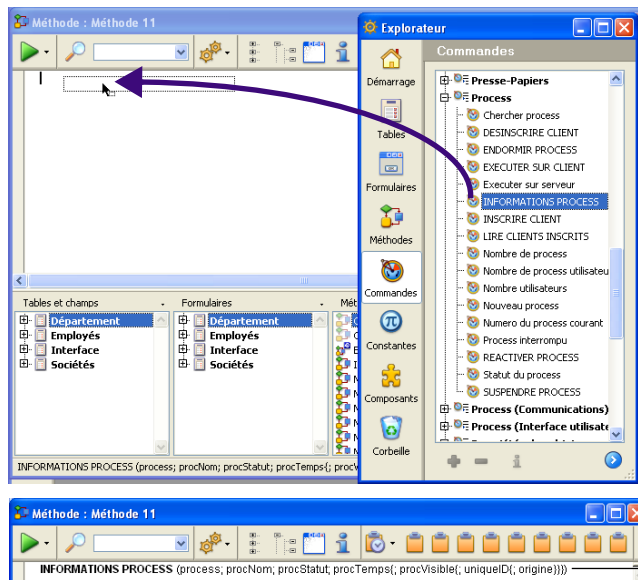 Méthode : Méthode 11
Tables et champs
Département
Employés
Interface
Sociétés
Formulaires
Département
Employés
Interface
Sociétés
INFORMATIONS PROCESS (process; procNom; procStatut; procTemps{;
Explorateur
Démarrage
Tables
Formulaires
Méthodes
Commandes
Constantes
Composants
Corbeille
Commandes
Presse-Papiers
Process
Chercher process
DESINSCRIRE CLIENT
ENDORMIR PROCESS
EXECUTER SUR CLIENT
Executer sur serveur
INFORMATIONS PROCESS
INSCRIRE CLIENT
LIRE CLIENTS INSCRITS
Nombre de process
Nombre de process utilisateu
Nombre utilisateurs
Nouveau process
Numero du process courant
Process interrompu
REACTIVER PROCESS
Statut du process
SUSPENDRE PROCESS
Process (Communications)
Process (Interface utilisate
Méthode : Méthode 11
INFORMATIONS PROCESS (process; procNom; procStatut; procTemps{; procVisible{; uniqueID{; origine}}})